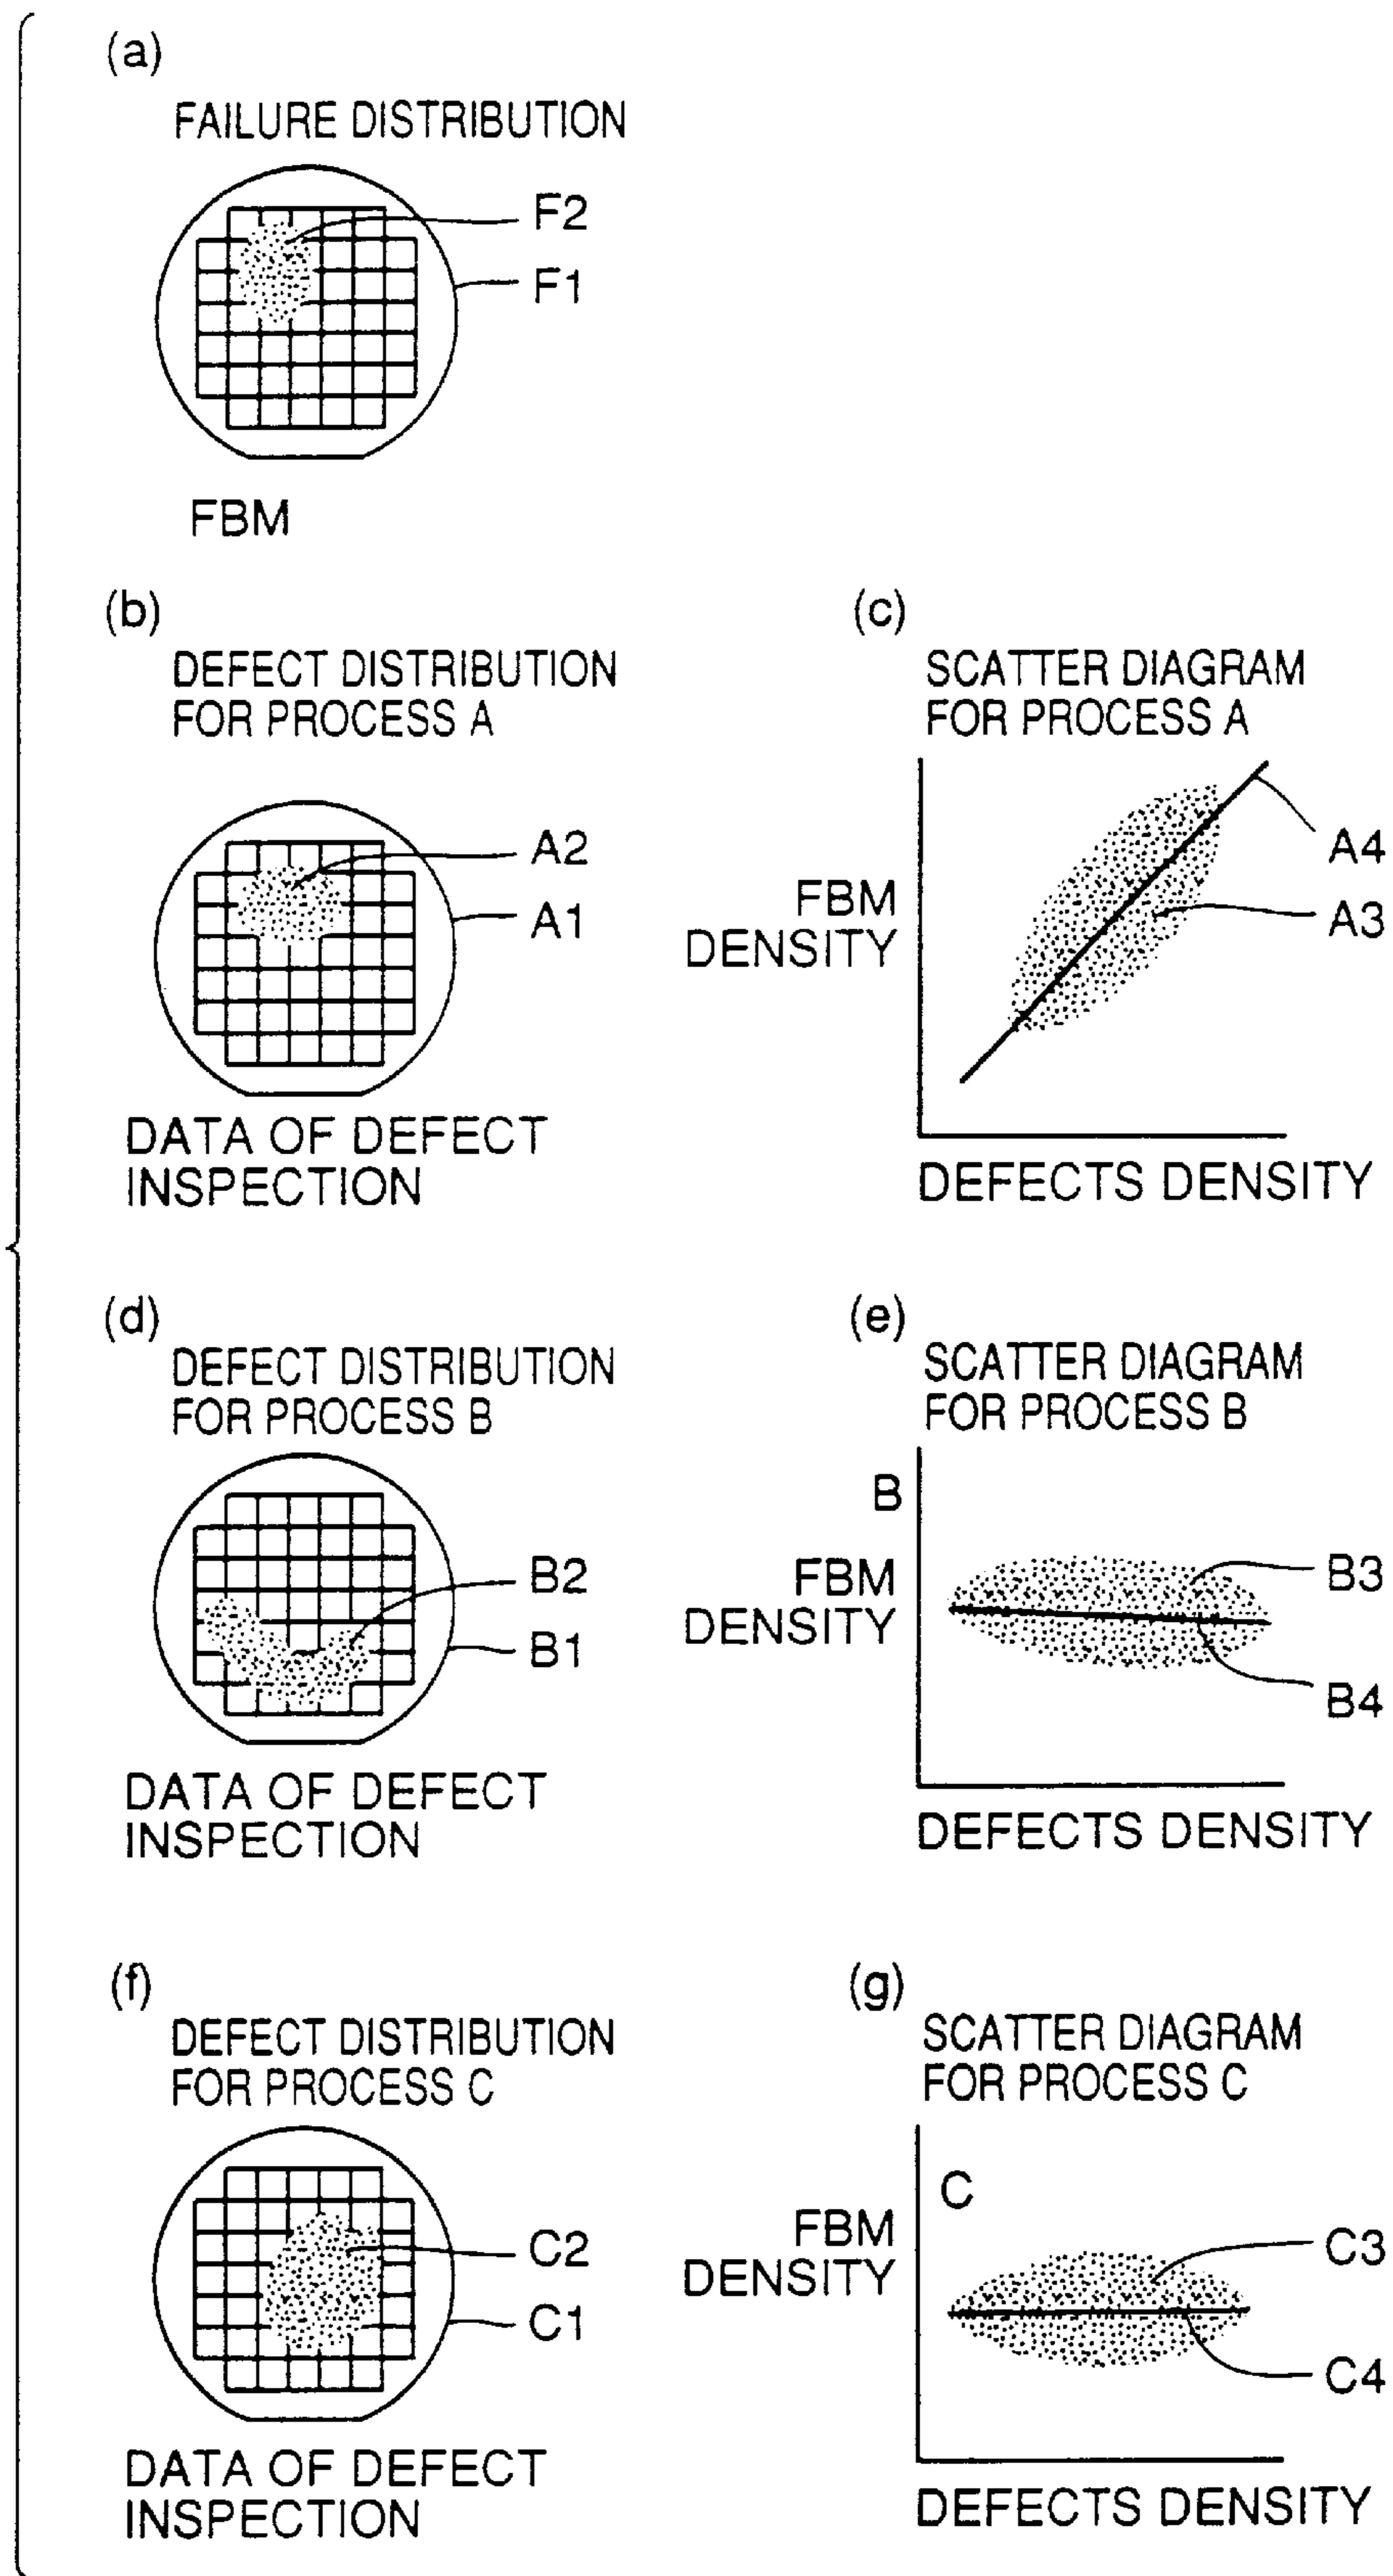 (a)
FAILURE DISTRIBUTION
F2
F1
FBM
(b)
DEFECT DISTRIBUTION
FOR PROCESS A
A2
A1
DATA OF DEFECT
INSPECTION
(c)
SCATTER DIAGRAM
FOR PROCESS A
A4
A3
FBM
DENSITY
DEFECTS DENSITY
(d)
DEFECT DISTRIBUTION
FOR PROCESS B
B2
B1
DATA OF DEFECT
INSPECTION
(e)
SCATTER DIAGRAM
FOR PROCESS B
B
FBM
DENSITY
B3
B4
DEFECTS DENSITY
(f)
DEFECT DISTRIBUTION
FOR PROCESS C
C2
C1
DATA OF DEFECT
INSPECTION
(g)
SCATTER DIAGRAM
FOR PROCESS C
C
FBM
DENSITY
C3
C4
DEFECTS DENSITY